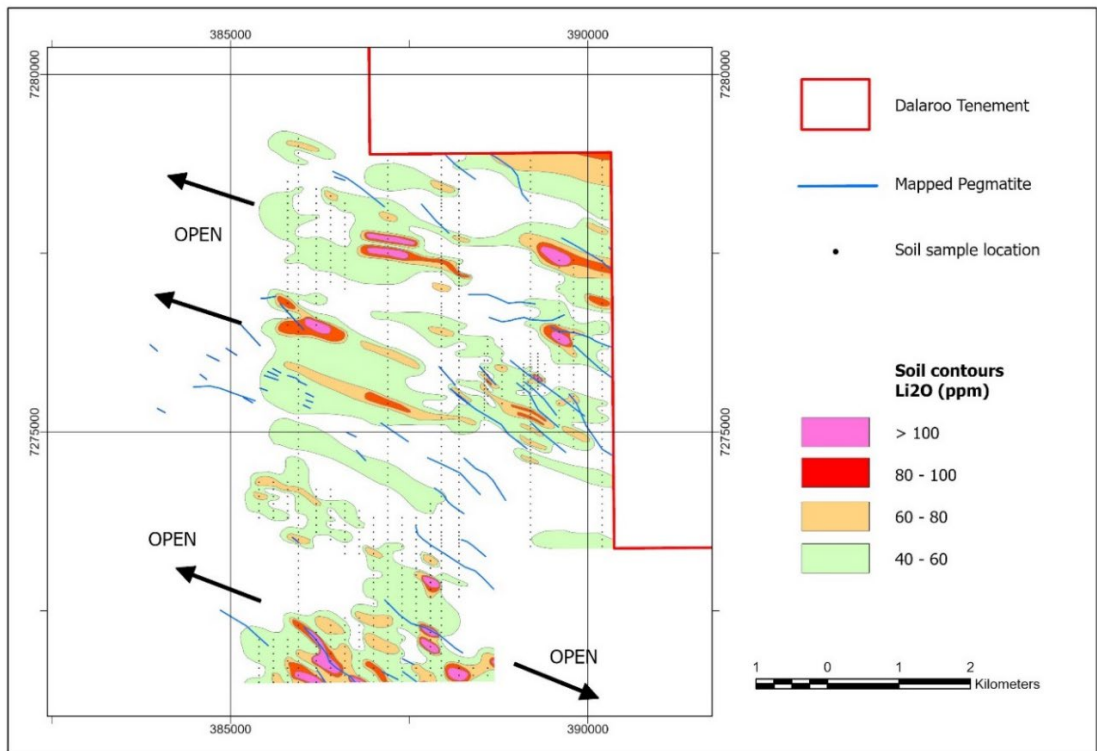 385000
390000
7280000
7280000
Dalaroo Tenement
Mapped Pegmatite
OPEN
Soil sample location
Soil contours
Li2O (ppm)
> 100
7275000
7275000
80 - 100
60 - 80
OPEN
40 - 60
OPEN
1 0 1 2
Kilometers
385000
390000